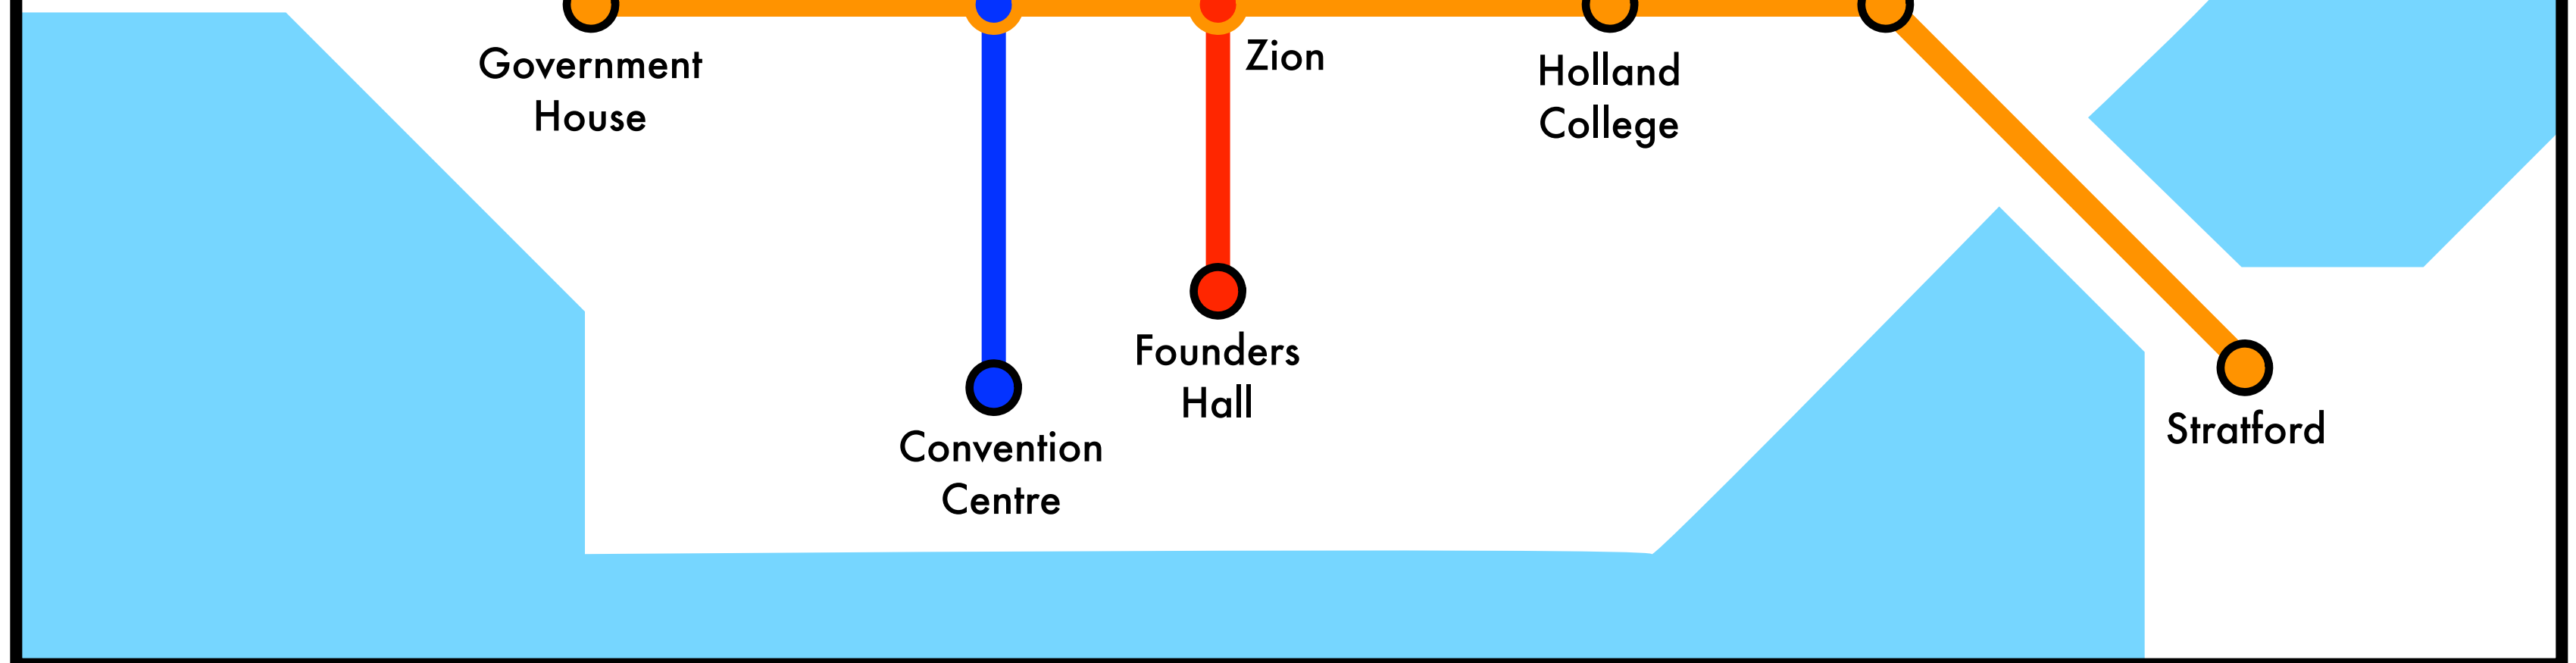 Government
House
Zion
Holland
College
Founders
Hall
Convention
Centre
Stratford